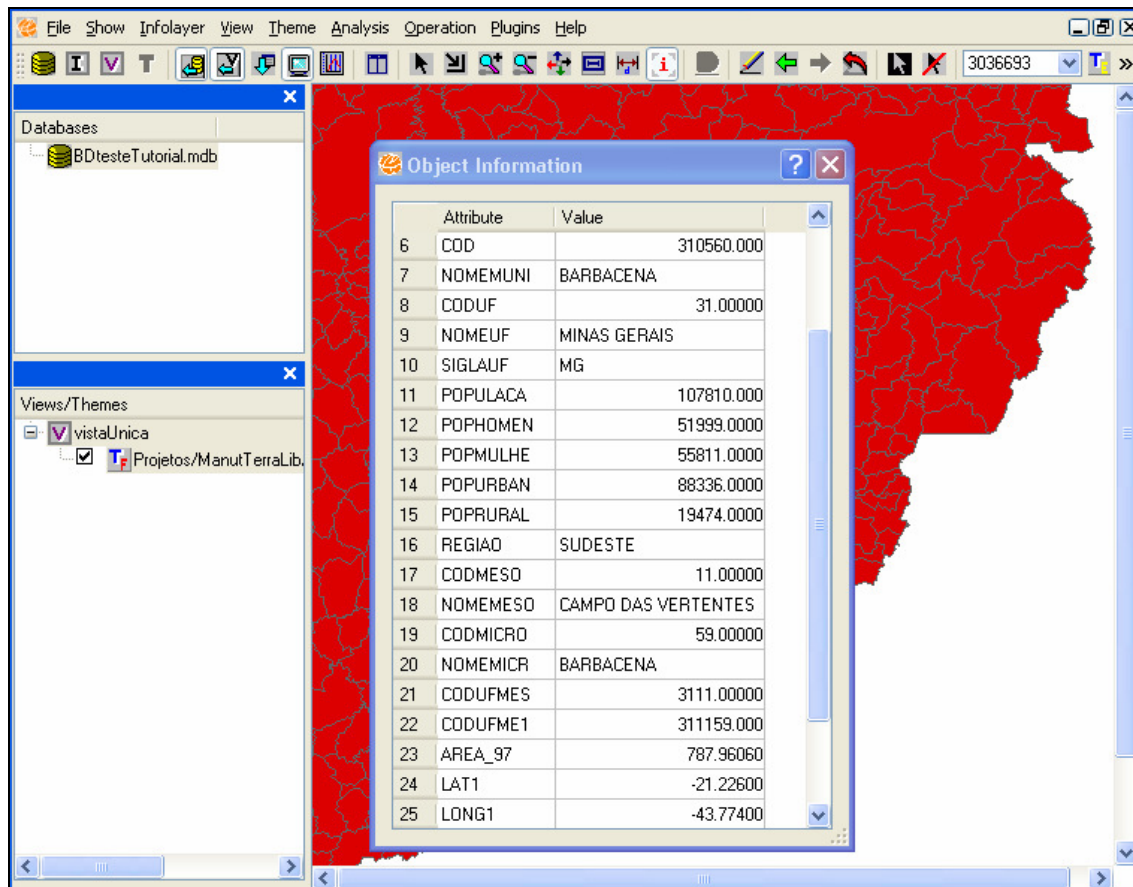 File Show Infolayer View Theme Analysis Operation Plugins Help
3036693
Databases
BDtesteTutorial.mdb
Views/Themes
vistaUnica
Projetos/ManutTerraLib.
Object Information
Attribute Value
6 COD 310560.000
7 NOMEMUNI BARBACENA
8 CODUF 31.00000
9 NOMEUF MINAS GERAIS
10 SIGLAUF MG
11 POPULACA 107810.000
12 POPHOMEN 51999.0000
13 POPMULHE 55811.0000
14 POPURBAN 88336.0000
15 POPRURAL 19474.0000
16 REGIAO SUDESTE
17 CODMESO 11.00000
18 NOMEMESO CAMPO DAS VERTENTES
19 CODMICRO 59.00000
20 NOMEMICR BARBACENA
21 CODUFMES 3111.00000
22 CODUFME1 311159.000
23 AREA_97 787.96060
24 LAT1 -21.22600
25 LONG1 -43.77400